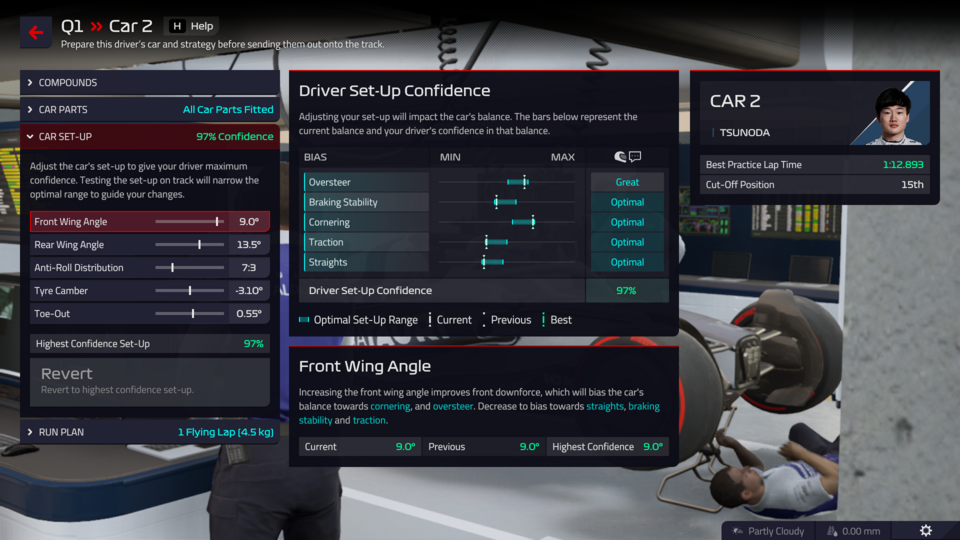 Q1 » Car 2 H Help
Prepare this driver's car and strategy before sending them out onto the track.
COMPOUNDS
CAR PARTS All Car Parts Fitted
CAR SET-UP 97% Confidence
Adjust the car's set-up to give your driver maximum
confidence. Testing the set-up on track will narrow the
optimal range to guide your changes.
Front Wing Angle 9.0°
Rear Wing Angle 13.5°
Anti-Roll Distribution 7:3
Tyre Camber -3.10°
Toe-Out 0.55°
Highest Confidence Set-Up 97%
Revert
Revert to highest confidence set-up.
RUN PLAN 1 Flying Lap (4.5 kg)
Driver Set-Up Confidence
Adjusting your set-up will impact the car's balance. The bars below represent the
current balance and your driver's confidence in that balance.
BIAS MIN MAX
Oversteer Great
Braking Stability Optimal
Cornering Optimal
Traction Optimal
Straights Optimal
Driver Set-Up Confidence 97%
Optimal Set-Up Range Current Previous Best
Front Wing Angle
Increasing the front wing angle improves front downforce, which will bias the car's
balance towards cornering, and oversteer. Decrease to bias towards straights, braking
stability and traction.
Current 9.0° Previous 9.0° Highest Confidence 9.0°
CAR 2
TSUNODA
Best Practice Lap Time 1:12.893
Cut-Off Position 15th
Partly Cloudy 0.00 mm